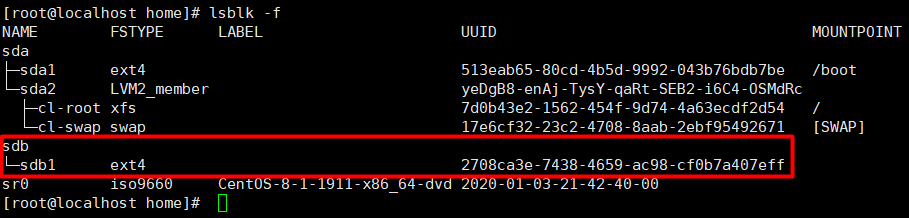 [root@localhost home]# lsblk -f
NAME FSTYPE LABEL UUID MOUNTPOINT
sda
├─sda1 ext4 513eab65-80cd-4b5d-9992-043b76bdb7be /boot
└─sda2 LVM2_member yeDgB8-enAj-TysY-qaRt-SEB2-i6C4-OSMdRc
├─cl-root xfs 7d0b43e2-1562-454f-9d74-4a63ecdf2d54 /
└─cl-swap swap 17e6cf32-23c2-4708-8aab-2ebf95492671 [SWAP]
sdb
└─sdb1 ext4 2708ca3e-7438-4659-ac98-cf0b7a407eff
sr0 iso9660 CentOS-8-1-1911-x86_64-dvd 2020-01-03-21-42-40-00
[root@localhost home]#